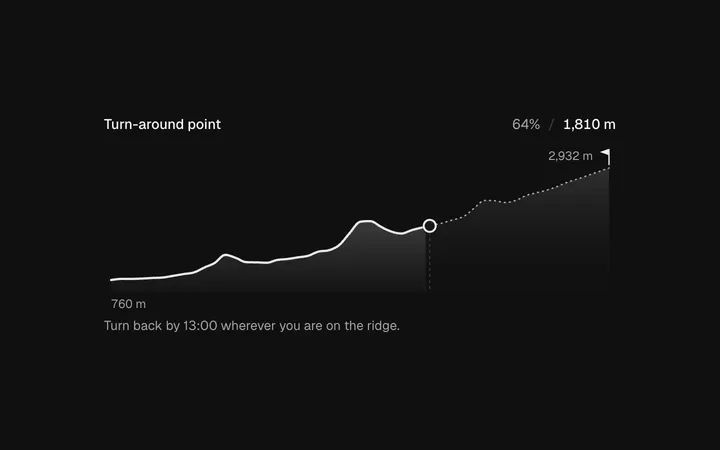 Turn-around point
64% / 1,810 m
2,932 m
760 m
Turn back by 13:00 wherever you are on the ridge.